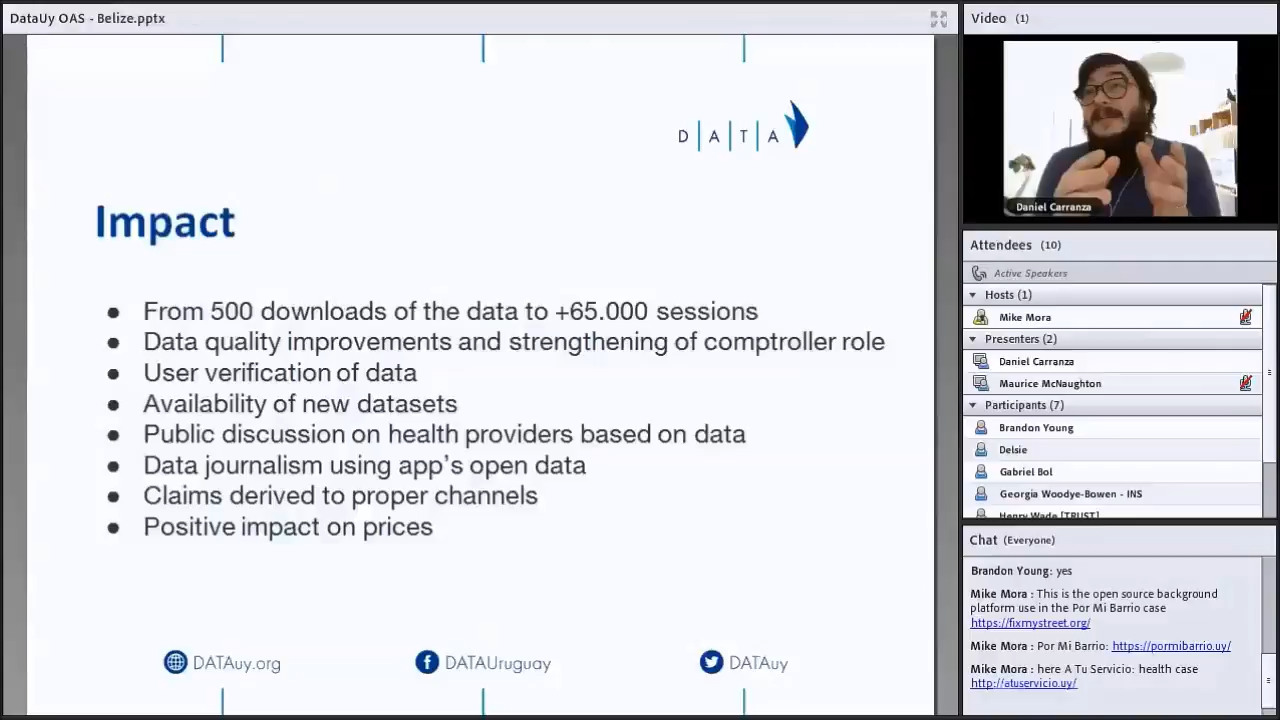 DataUy OAS - Belize.pptx
D|A|T|A
Impact
● From 500 downloads of the data to +65.000 sessions
● Data quality improvements and strengthening of comptroller role
● User verification of data
● Availability of new datasets
● Public discussion on health providers based on data
● Data journalism using app's open data
● Claims derived to proper channels
● Positive impact on prices
DATAuy.org
DATAUruguay
DATAuy
Video (1)
Daniel Carranza
Attendees (10)
Active Speakers
Hosts (1)
Mike Mora
Presenters (2)
Daniel Carranza
Maurice McNaughton
Participants (7)
Brandon Young
Delsie
Gabriel Bol
Georgia Woodye-Bowen - INS
Henry Wade [TRUST]
Chat (Everyone)
Brandon Young: yes
Mike Mora : This is the open source background
platform use in the Por Mi Barrio case
https://fixmystreet.org/
Mike Mora : Por Mi Barrio: https://pormibarrio.uy/
Mike Mora : here A Tu Servicio: health case
http://atuservicio.uy/